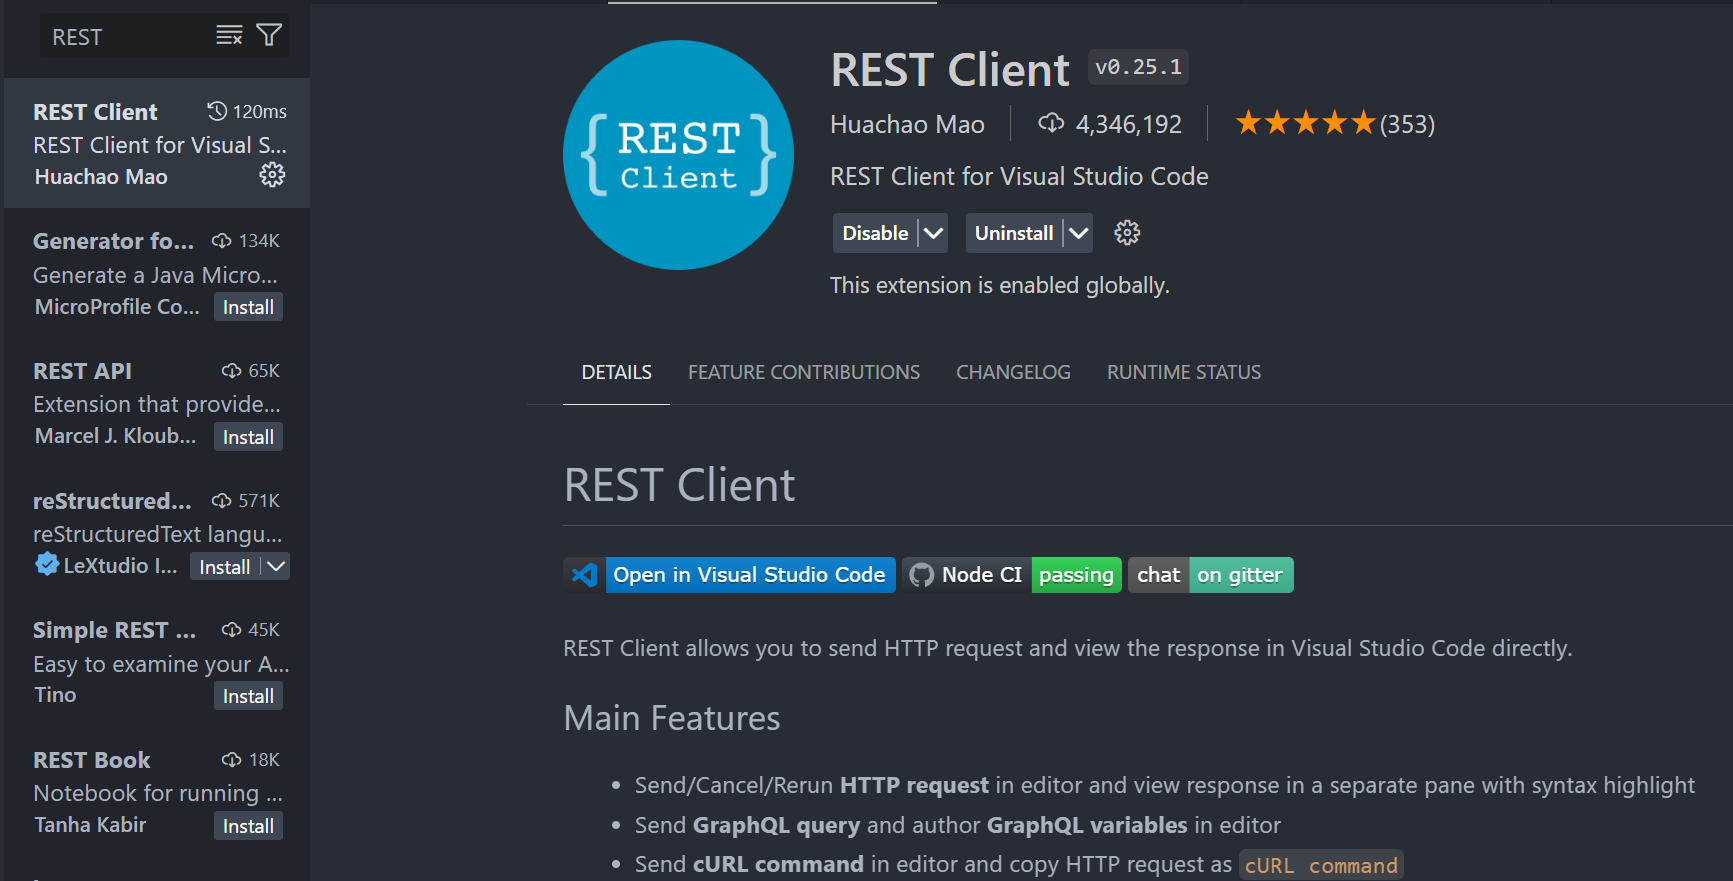 REST
REST Client 120ms
REST Client for Visual S...
Huachao Mao
Generator fo... 134K
Generate a Java Micro...
MicroProfile Co... Install
REST API 65K
Extension that provide...
Marcel J. Kloub... Install
reStructured... 571K
reStructuredText langu...
LeXtudio I... Install
Simple REST ... 45K
Easy to examine your A...
Tino Install
REST Book 18K
Notebook for running ...
Tanha Kabir Install
{ REST
Client }
REST Client v0.25.1
Huachao Mao 4,346,192 (353)
REST Client for Visual Studio Code
Disable Uninstall
This extension is enabled globally.
DETAILS FEATURE CONTRIBUTIONS CHANGELOG RUNTIME STATUS
REST Client
Open in Visual Studio Code Node CI passing chat on gitter
REST Client allows you to send HTTP request and view the response in Visual Studio Code directly.
Main Features
• Send/Cancel/Rerun HTTP request in editor and view response in a separate pane with syntax highlight
• Send GraphQL query and author GraphQL variables in editor
• Send cURL command in editor and copy HTTP request as cURL command